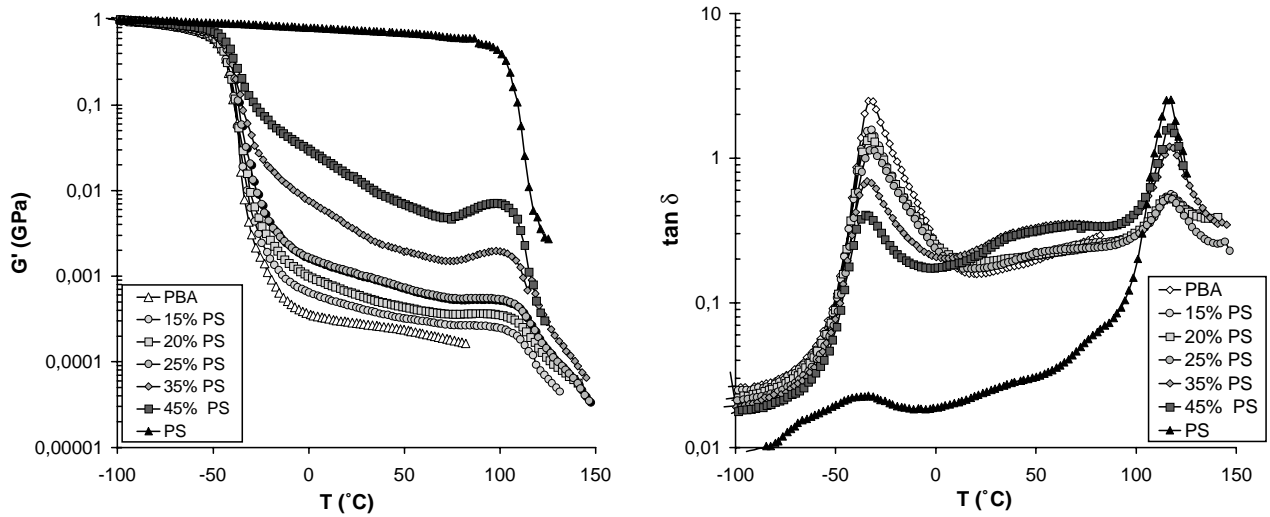 1
0,1
0,01
0,001
0,0001
0,00001
G' (GPa)
-100 -50 0 50 100 150
T (˚C)
PBA
15% PS
20% PS
25% PS
35% PS
45% PS
PS
10
1
0,1
0,01
tan δ
-100 -50 0 50 100 150
T (˚C)
PBA
15% PS
20% PS
25% PS
35% PS
45% PS
PS